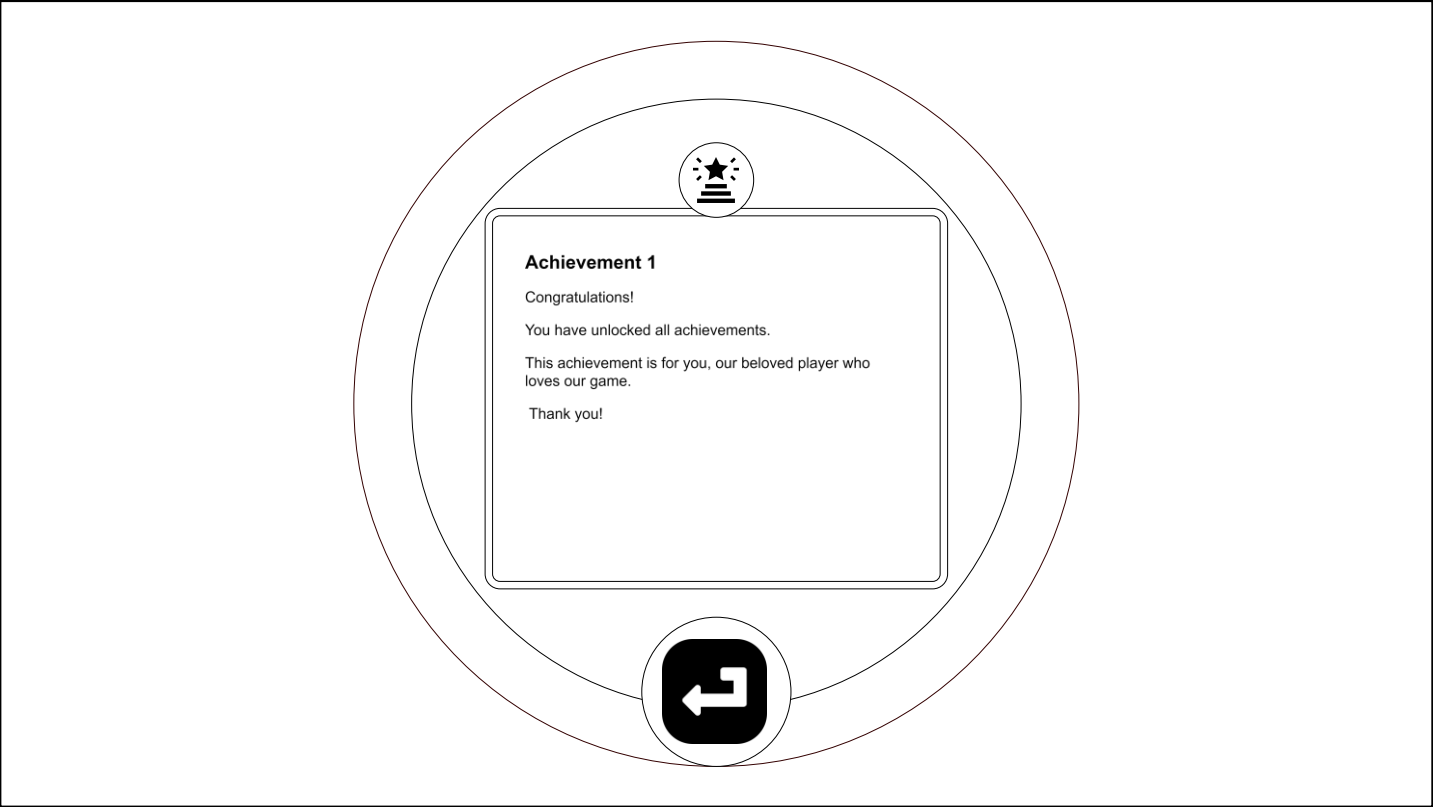 Achievement 1
Congratulations!
You have unlocked all achievements.
This achievement is for you, our beloved player who
loves our game.
Thank you!